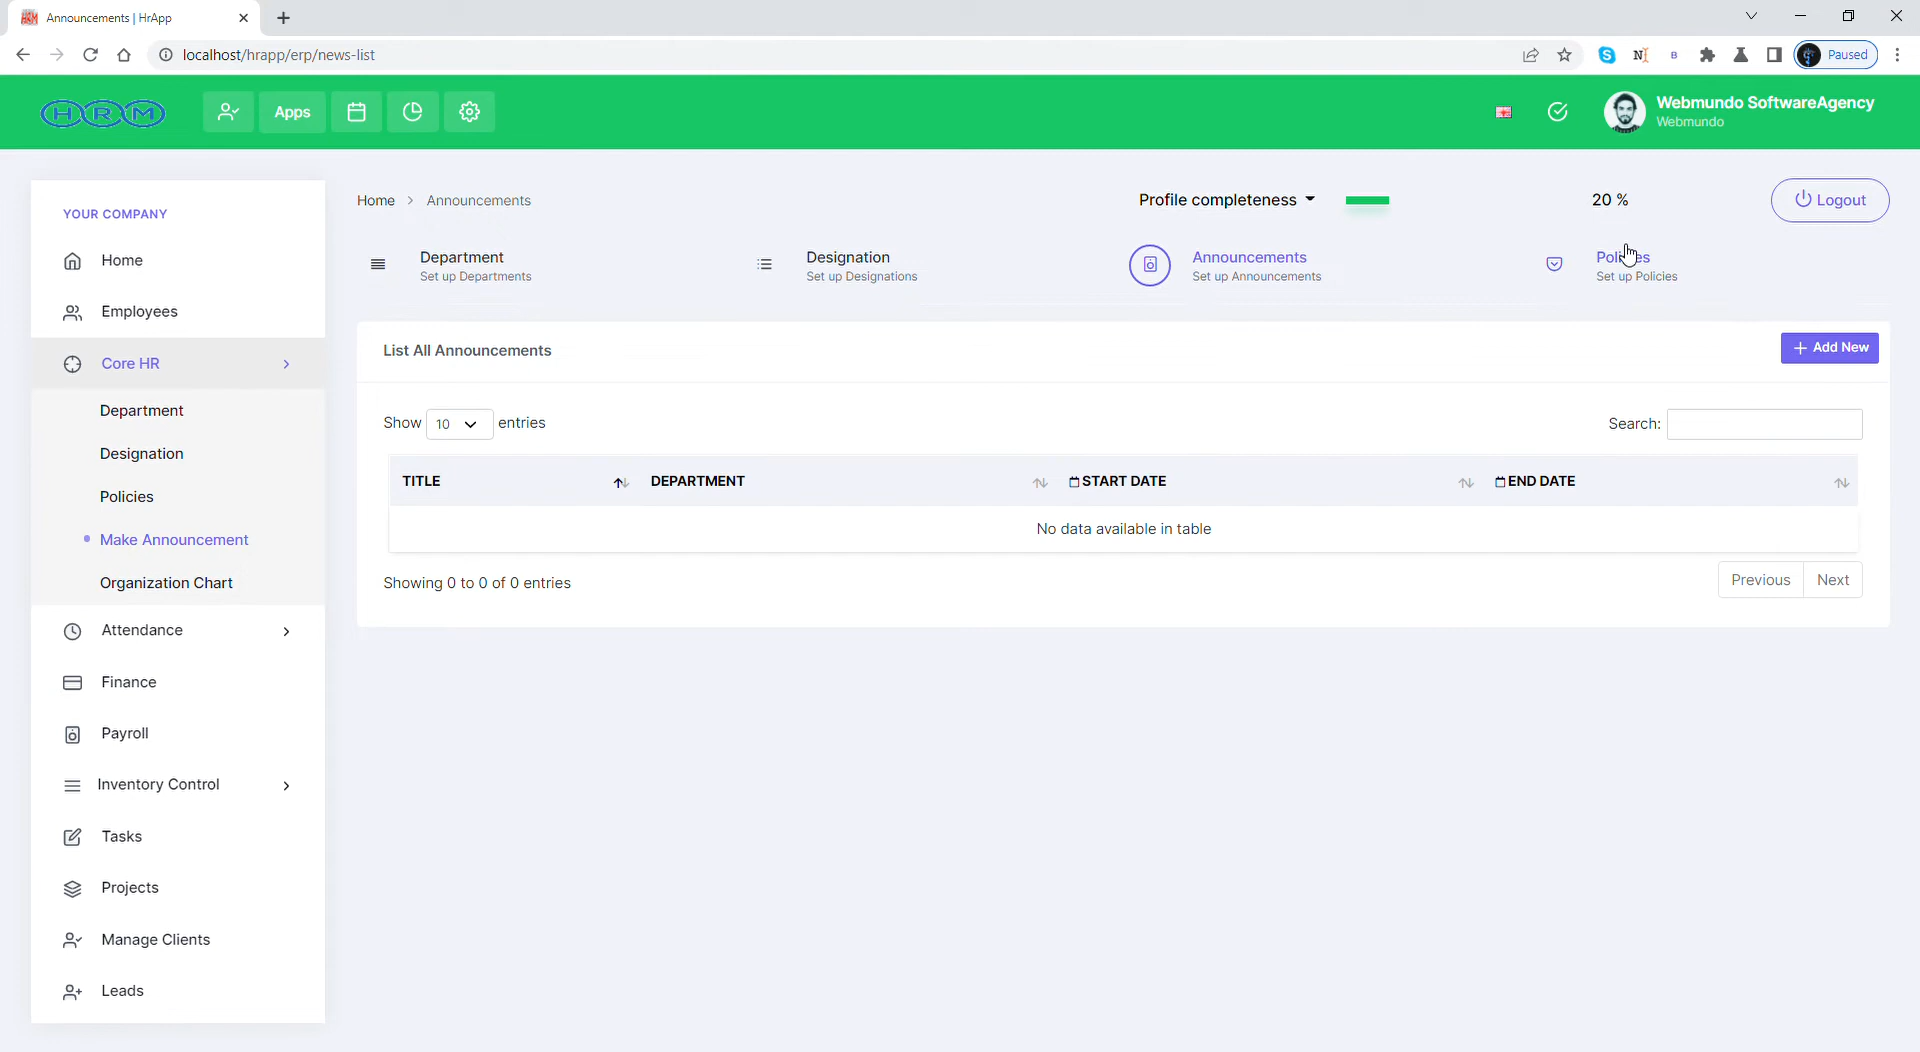 Announcements | HrApp
localhost/hrapp/erp/news-list
Paused
HRM
Apps
Webmundo SoftwareAgency
Webmundo
YOUR COMPANY
Home
Employees
Core HR
Department
Designation
Policies
Make Announcement
Organization Chart
Attendance
Finance
Payroll
Inventory Control
Tasks
Projects
Manage Clients
Leads
Home > Announcements
Profile completeness
20 %
Logout
Department
Set up Departments
Designation
Set up Designations
Announcements
Set up Announcements
Policies
Set up Policies
List All Announcements
+ Add New
Show 10 entries
Search:
TITLE DEPARTMENT START DATE END DATE
No data available in table
Showing 0 to 0 of 0 entries
Previous Next